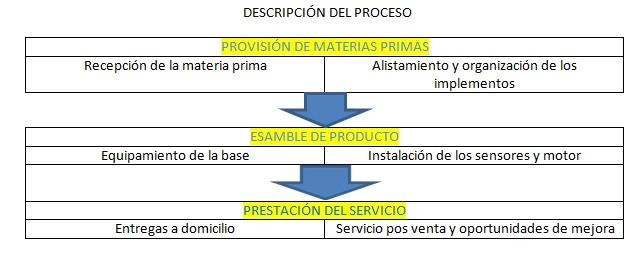 DESCRIPCIÓN DEL PROCESO
PROVISIÓN DE MATERIAS PRIMAS
Recepción de la materia prima
Alistamiento y organización de los
implementos
ESAMBLE DE PRODUCTO
Equipamiento de la base
Instalación de los sensores y motor
PRESTACIÓN DEL SERVICIO
Entregas a domicilio
Servicio pos venta y oportunidades de mejora